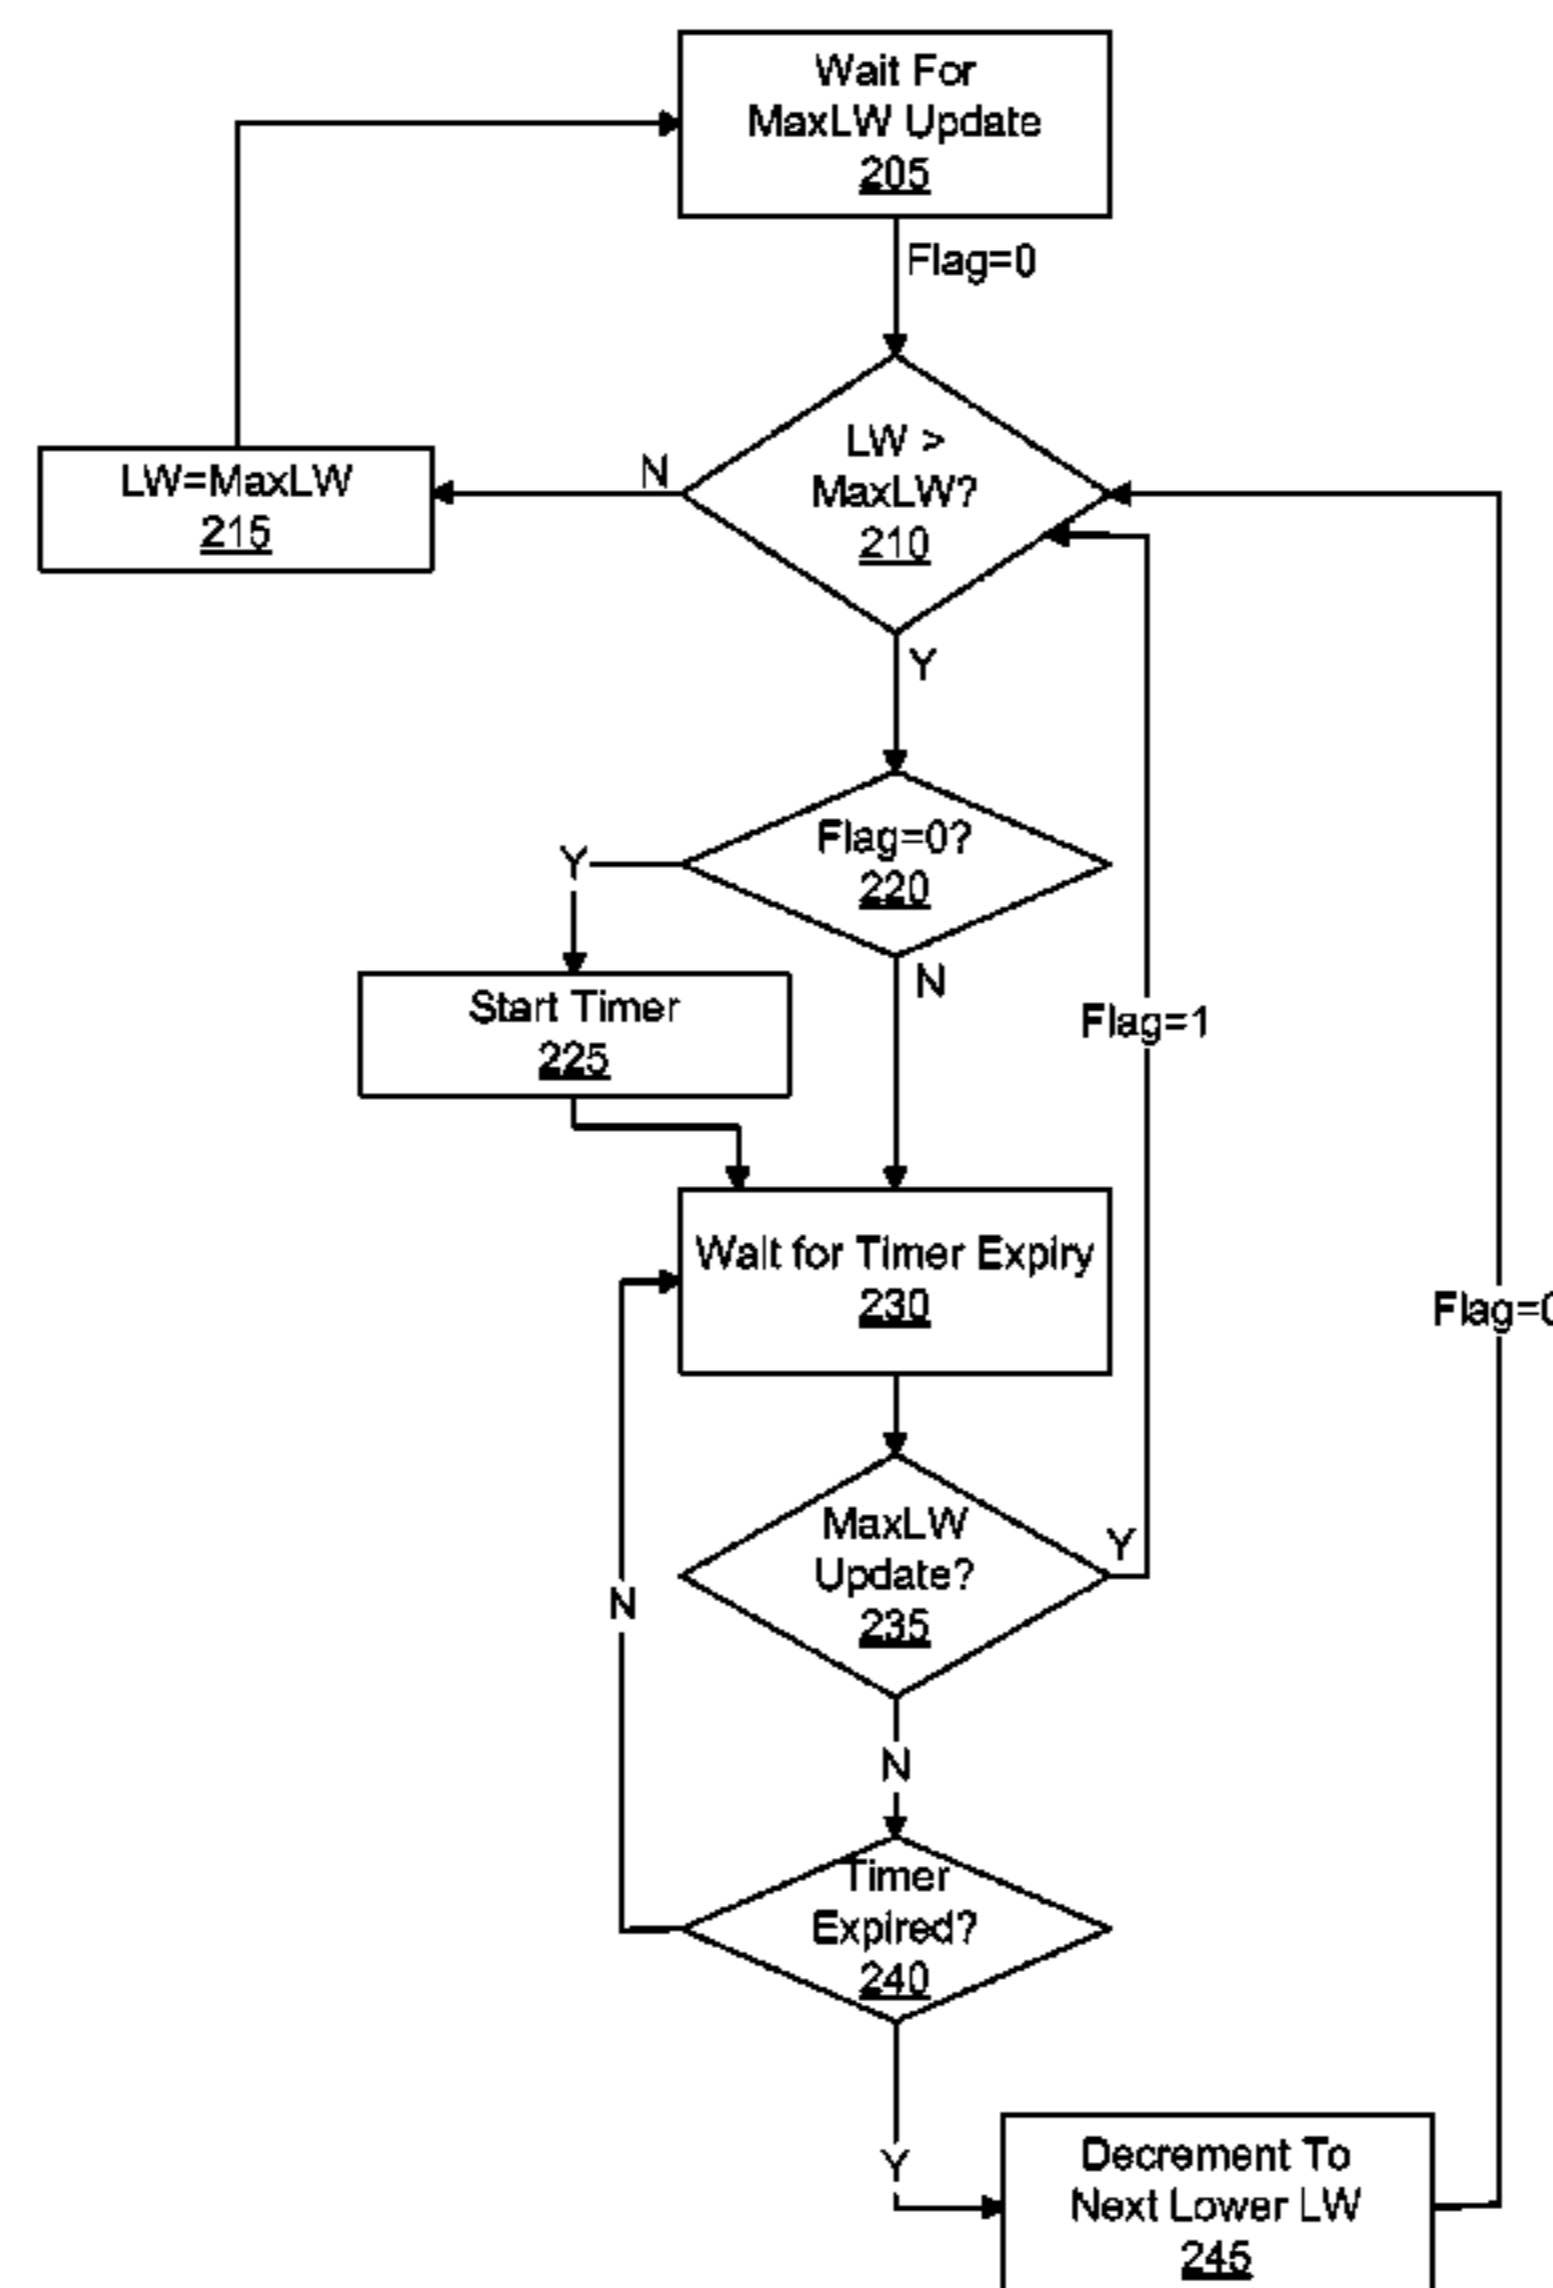 Wait For
MaxLW Update
205
Flag=0
LW >
MaxLW?
210
N
LW=MaxLW
215
Y
Flag=0?
220
Y
N
Start Timer
225
Flag=1
Wait for Timer Expiry
230
Flag=0
MaxLW
Update?
235
Y
N
N
Timer
Expired?
240
Y
Decrement To
Next Lower LW
245